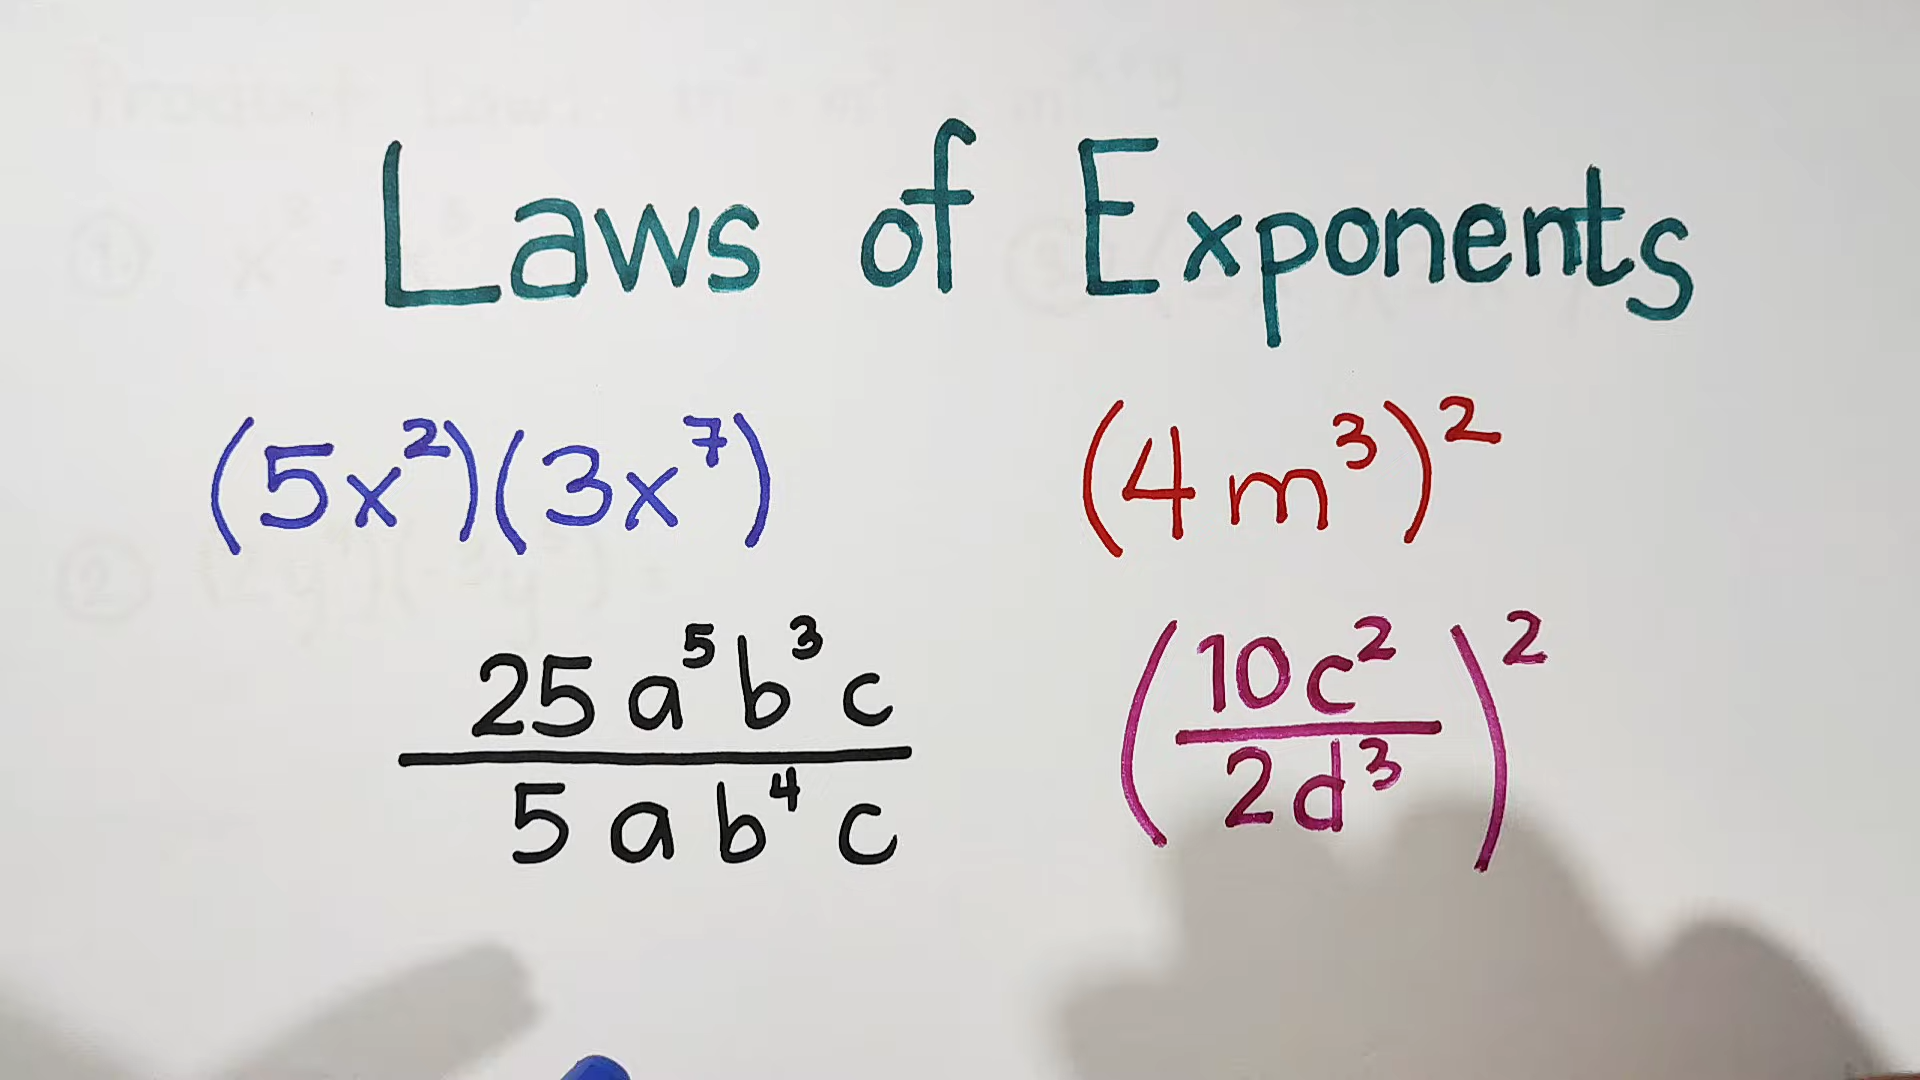 Laws of Exponents
(5x²)(3x⁷)
(4m³)²
25a⁵b³c
5ab⁴c
(10c²/2d³)²